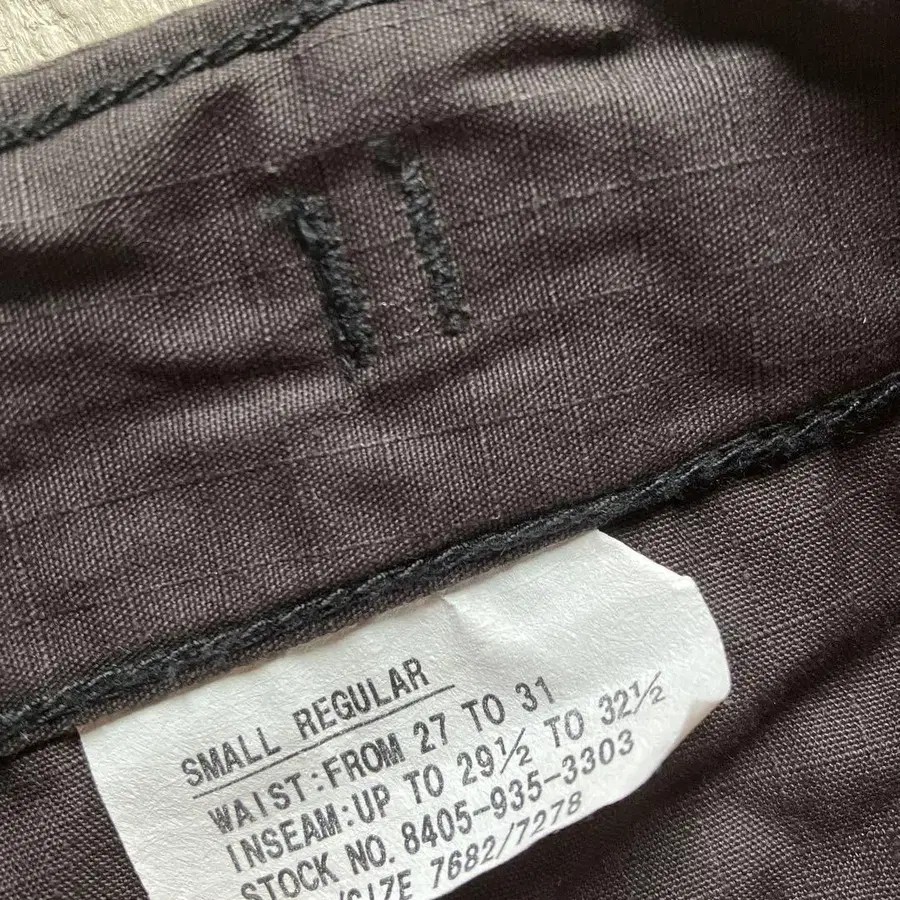 SMALL REGULAR
WAIST:FROM 27 TO 31
INSEAM:UP TO 29½ TO 32½
STOCK NO. 8405-935-3303
/SIZE 7682/7278